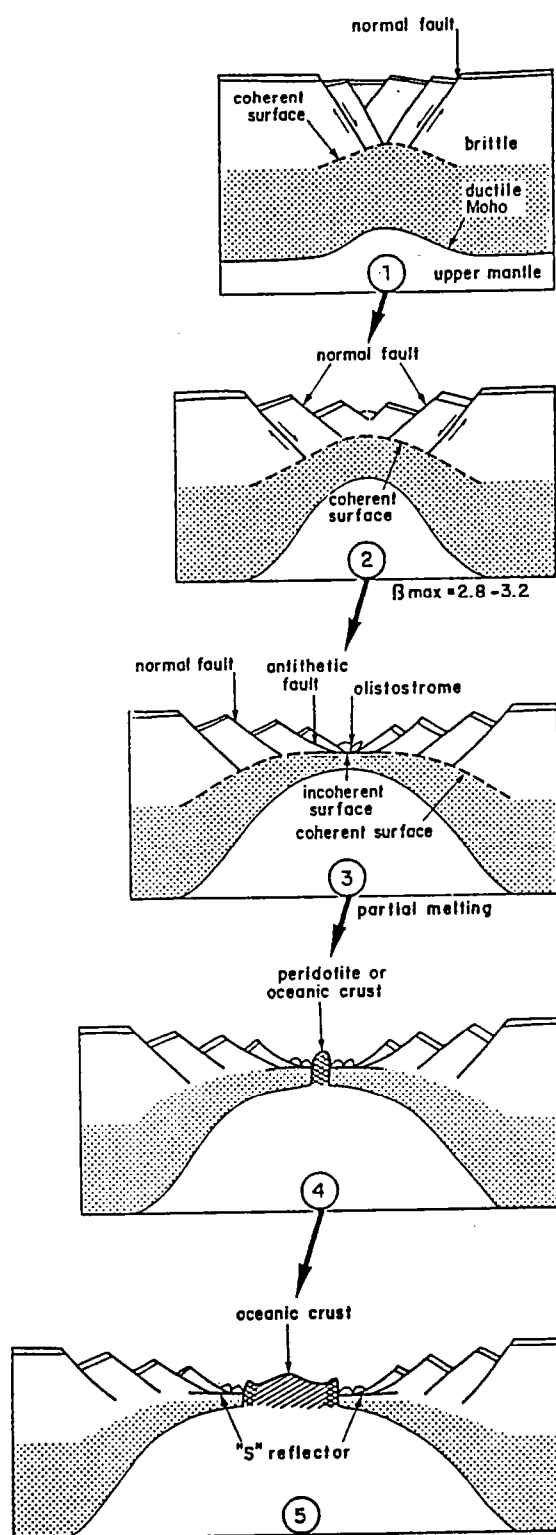 normal fault
coherent
surface
brittle
ductile
Moho
upper mantle
1
normal fault
coherent
surface
2
βmax = 2.8 - 3.2
normal fault
antithetic
fault
olistostrome
incoherent
surface
coherent surface
3
partial melting
peridotite or
oceanic crust
4
oceanic crust
"S" reflector
5